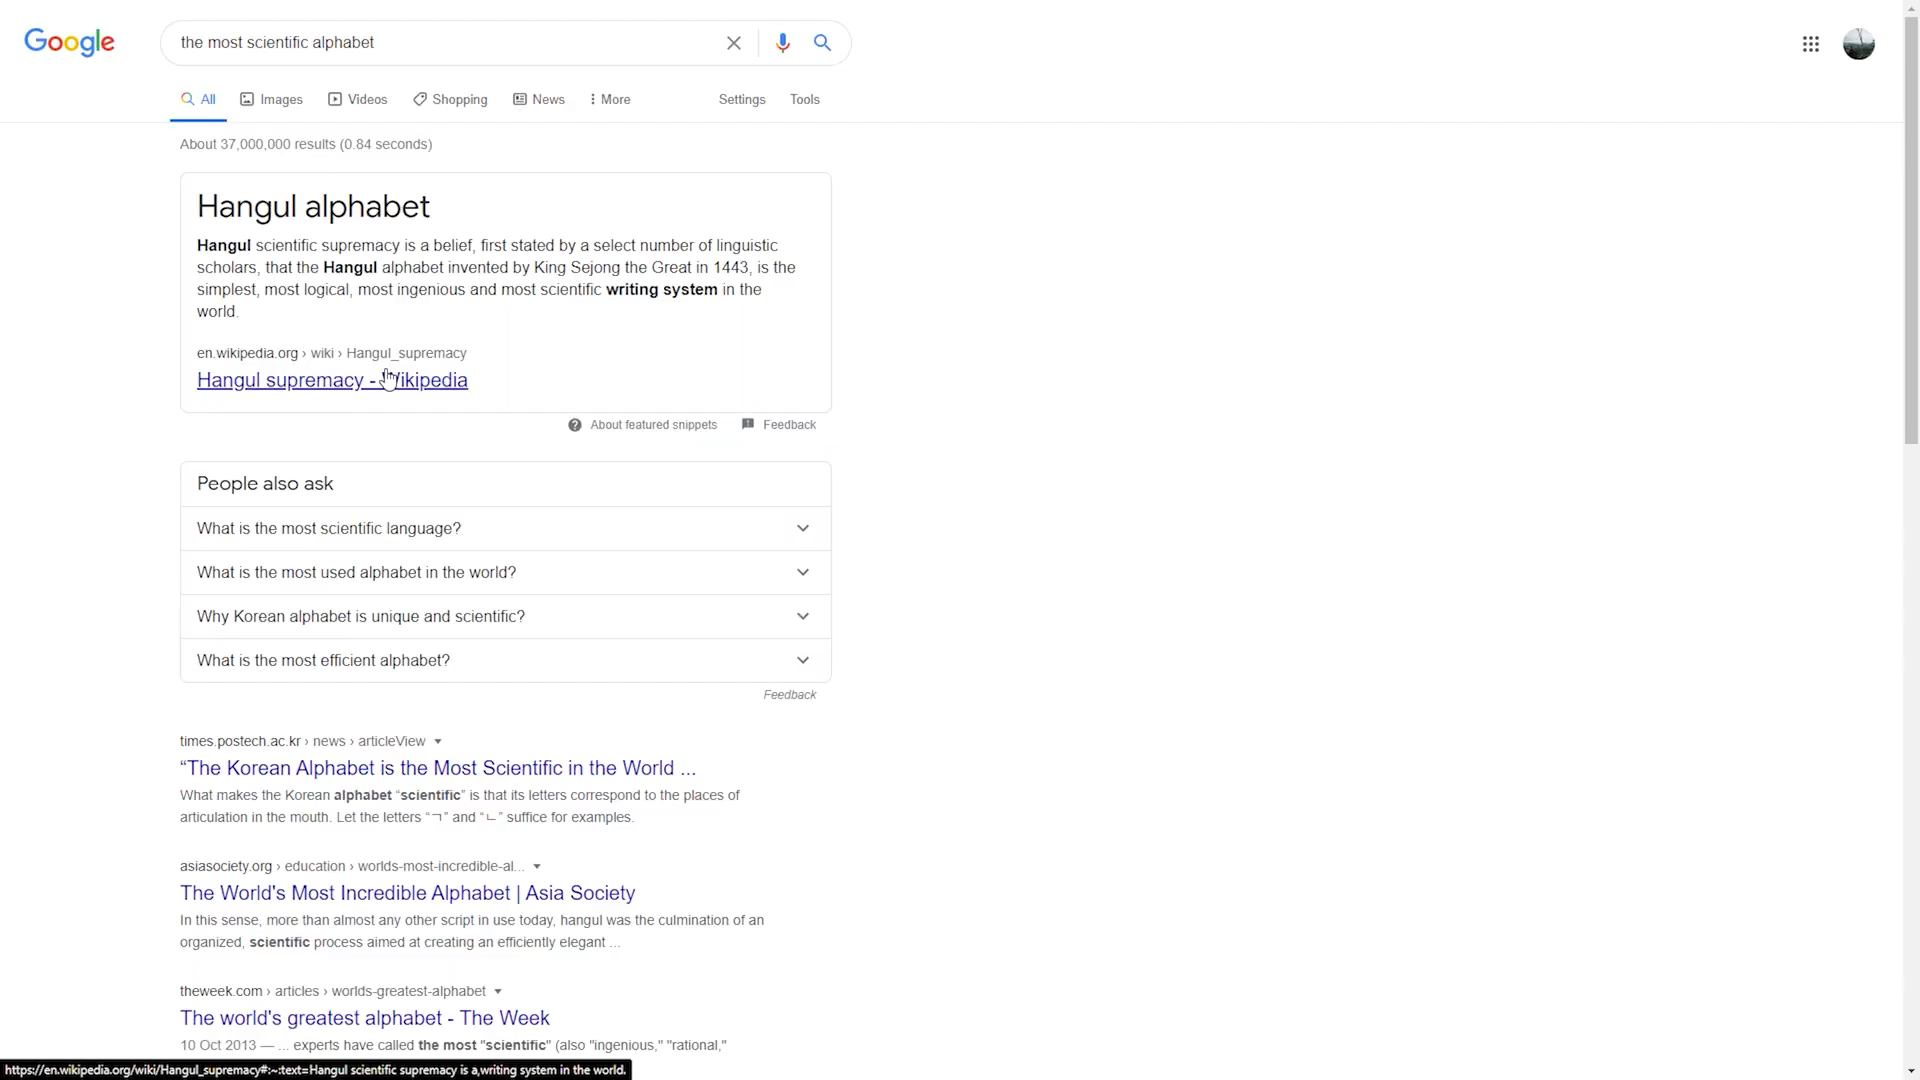 Google
the most scientific alphabet
All
Images
Videos
Shopping
News
More
Settings
Tools
About 37,000,000 results (0.84 seconds)
Hangul alphabet
Hangul scientific supremacy is a belief, first stated by a select number of linguistic
scholars, that the Hangul alphabet invented by King Sejong the Great in 1443, is the
simplest, most logical, most ingenious and most scientific writing system in the
world.
en.wikipedia.org › wiki › Hangul_supremacy
Hangul supremacy - Wikipedia
About featured snippets
Feedback
People also ask
What is the most scientific language?
What is the most used alphabet in the world?
Why Korean alphabet is unique and scientific?
What is the most efficient alphabet?
Feedback
times.postech.ac.kr › news › articleView
“The Korean Alphabet is the Most Scientific in the World ...
What makes the Korean alphabet “scientific” is that its letters correspond to the places of
articulation in the mouth. Let the letters “ㄱ” and “ㄴ” suffice for examples.
asiasociety.org › education › worlds-most-incredible-al...
The World's Most Incredible Alphabet | Asia Society
In this sense, more than almost any other script in use today, hangul was the culmination of an
organized, scientific process aimed at creating an efficiently elegant ...
theweek.com › articles › worlds-greatest-alphabet
The world's greatest alphabet - The Week
10 Oct 2013 — ... experts have called the most "scientific" (also "ingenious," "rational,"
https://en.wikipedia.org/wiki/Hangul_supremacy#:~:text=Hangul scientific supremacy is a,writing system in the world.